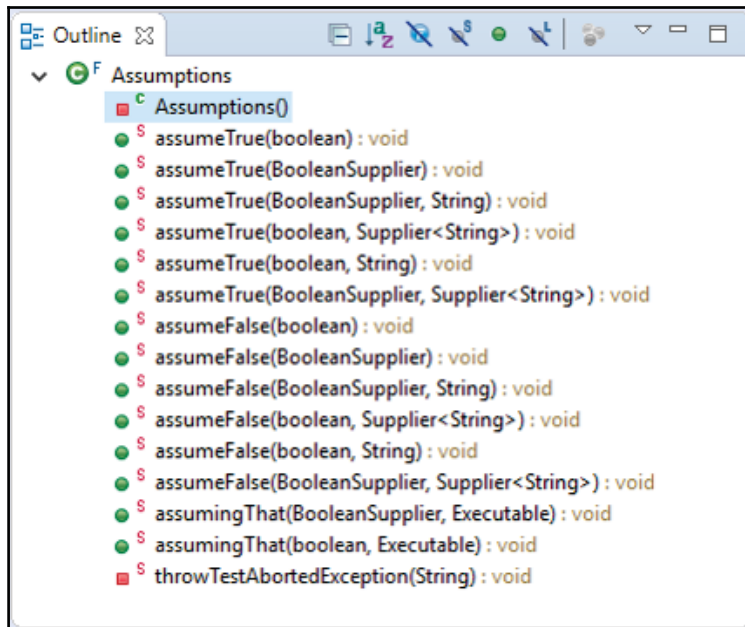 Outline
F Assumptions
C Assumptions()
S assumeTrue(boolean) : void
S assumeTrue(BooleanSupplier) : void
S assumeTrue(BooleanSupplier, String) : void
S assumeTrue(boolean, Supplier<String>) : void
S assumeTrue(boolean, String) : void
S assumeTrue(BooleanSupplier, Supplier<String>) : void
S assumeFalse(boolean) : void
S assumeFalse(BooleanSupplier) : void
S assumeFalse(BooleanSupplier, String) : void
S assumeFalse(boolean, Supplier<String>) : void
S assumeFalse(boolean, String) : void
S assumeFalse(BooleanSupplier, Supplier<String>) : void
S assumingThat(BooleanSupplier, Executable) : void
S assumingThat(boolean, Executable) : void
S throwTestAbortedException(String) : void